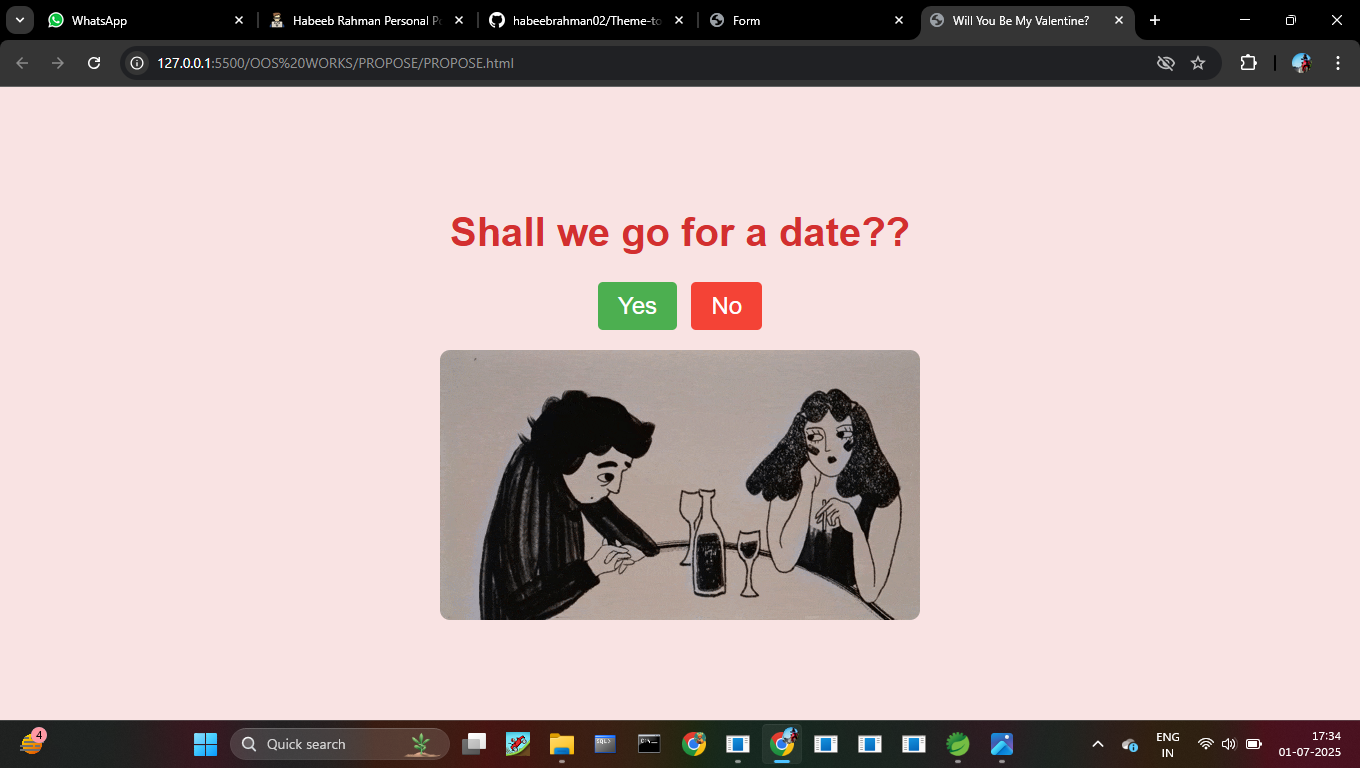 WhatsApp
Habeeb Rahman Personal Po
habeebrahman02/Theme-to
Form
Will You Be My Valentine?
127.0.0.1:5500/OOS%20WORKS/PROPOSE/PROPOSE.html
Shall we go for a date??
Yes No
4
Quick search
ENG
IN
17:34
01-07-2025